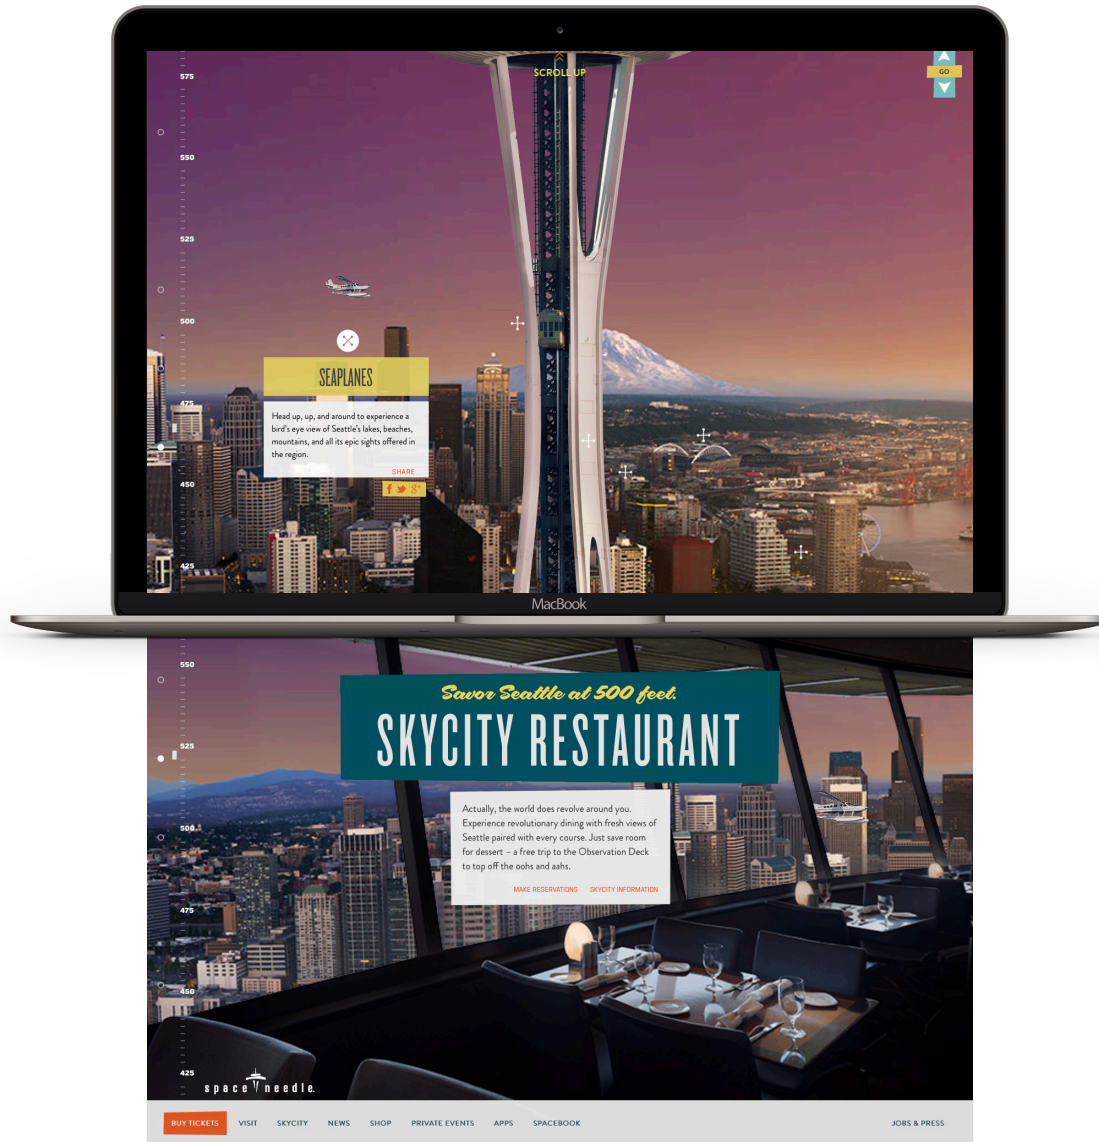 SCROLL UP
GO
575
550
525
500
475
450
425
SEAPLANES
Head up, up, and around to experience a
bird's eye view of Seattle's lakes, beaches,
mountains, and all its epic sights offered in
the region.
SHARE
f g+
MacBook
550
525
500
475
450
425
Savor Seattle at 500 feet.
SKYCITY RESTAURANT
Actually, the world does revolve around you.
Experience revolutionary dining with fresh views of
Seattle paired with every course. Just save room
for dessert – a free trip to the Observation Deck
to top off the oohs and aahs.
MAKE RESERVATIONS SKYCITY INFORMATION
space needle.
BUY TICKETS VISIT SKYCITY NEWS SHOP PRIVATE EVENTS APPS SPACEBOOK JOBS & PRESS